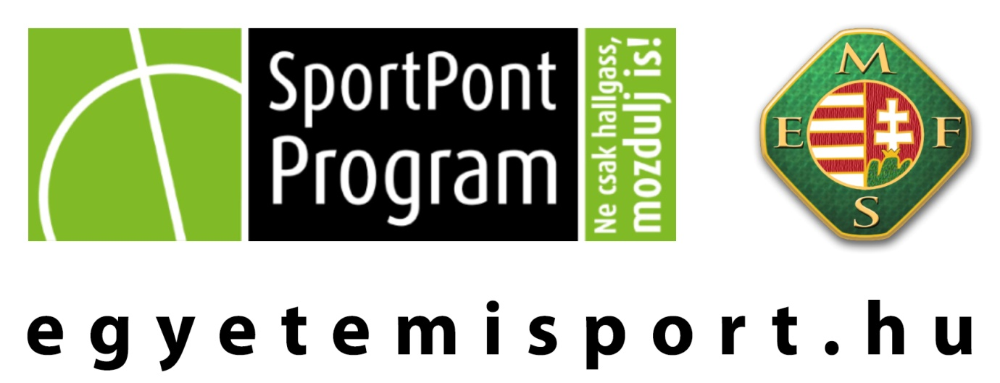 SportPont
Program
Ne csak hallgass,
mozdulj is!
M
E F
S
egyetemisport.hu